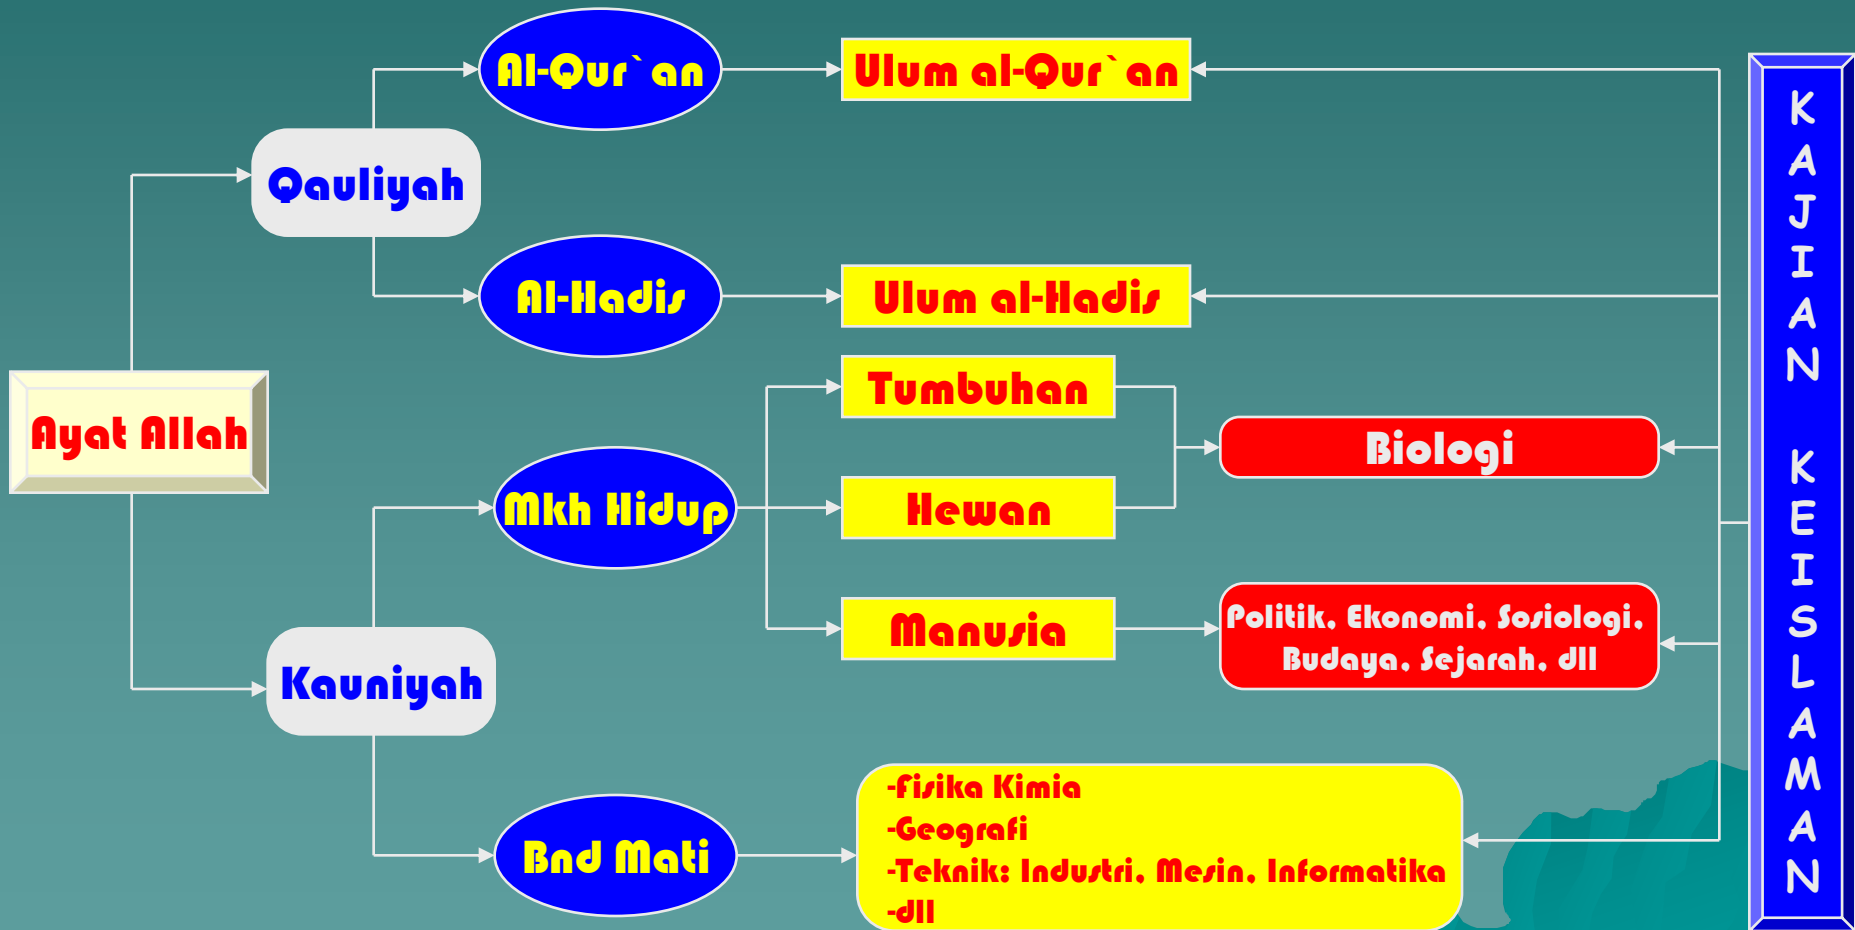 Al-Qur`an
Ulum al-Qur`an
Qauliyah
Al-Hadis
Ulum al-Hadis
Ayat Allah
Tumbuhan
Biologi
Mkh Hidup
Hewan
Manusia
Politik, Ekonomi, Sosiologi,
Budaya, Sejarah, dll
Kauniyah
Bnd Mati
-Fisika Kimia
-Geografi
-Teknik: Industri, Mesin, Informatika
-dll
KAJIAN KEISLAMAN